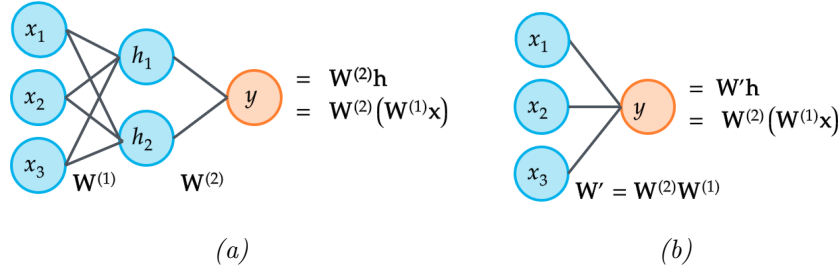 x₁
x₂
x₃
h₁
h₂
y
= W⁽²⁾h
= W⁽²⁾(W⁽¹⁾x)
W⁽¹⁾
W⁽²⁾
(a)
x₁
x₂
x₃
y
= W'h
= W⁽²⁾(W⁽¹⁾x)
W' = W⁽²⁾W⁽¹⁾
(b)